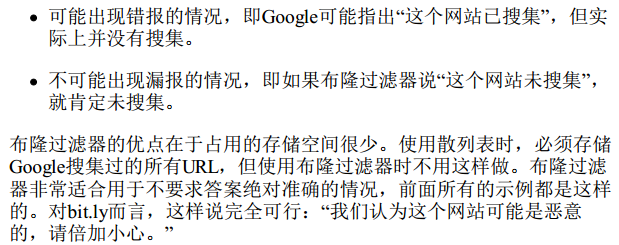 • 可能出现错报的情况，即Google可能指出“这个网站已搜集”，但实
际上并没有搜集。
• 不可能出现漏报的情况，即如果布隆过滤器说“这个网站未搜集”，
就肯定未搜集。
布隆过滤器的优点在于占用的存储空间很少。使用散列表时，必须存储
Google搜集过的所有URL，但使用布隆过滤器时不用这样做。布隆过滤
器非常适合用于不要求答案绝对准确的情况，前面所有的示例都是这样
的。对bit.ly而言，这样说完全可行：“我们认为这个网站可能是恶意
的，请倍加小心。”